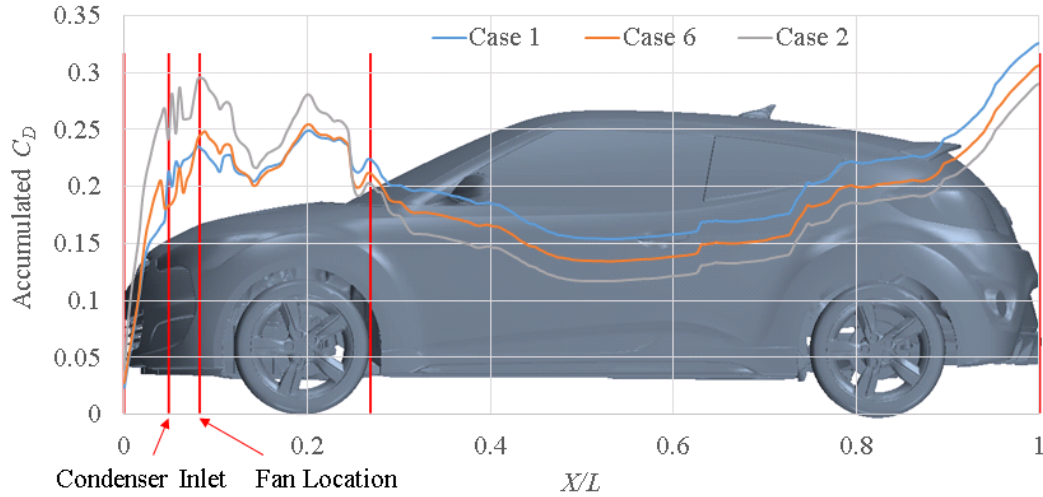 0.35
0.3
0.25
0.2
0.15
0.1
0.05
0
Accumulated C_D
Case 1 Case 6 Case 2
0 0.2 0.4 0.6 0.8 1
Condenser Inlet Fan Location
X/L